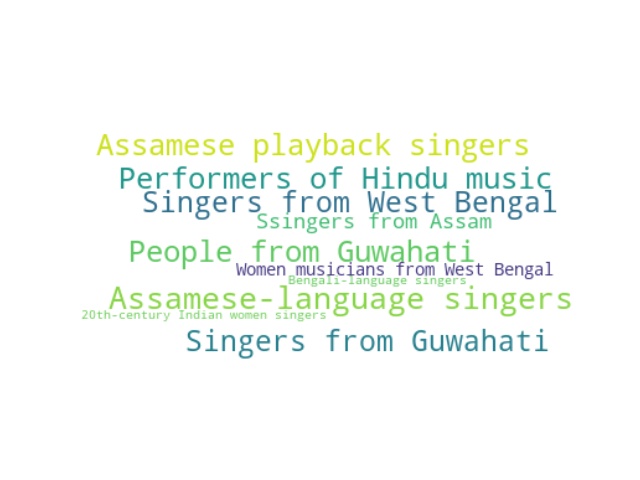 Assamese playback singers
Performers of Hindu music
Singers from West Bengal
Ssingers from Assam
People from Guwahati
Women musicians from West Bengal
Bengali-language singers
Assamese-language singers
20th-century Indian women singers
Singers from Guwahati